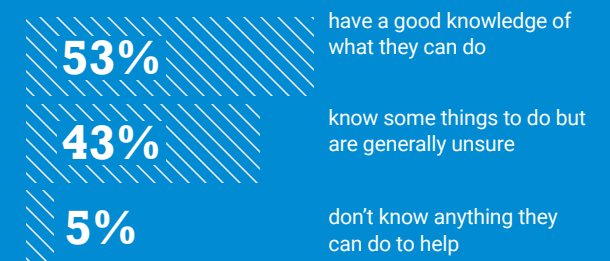 53%
have a good knowledge of
what they can do
43%
know some things to do but
are generally unsure
5%
don't know anything they
can do to help